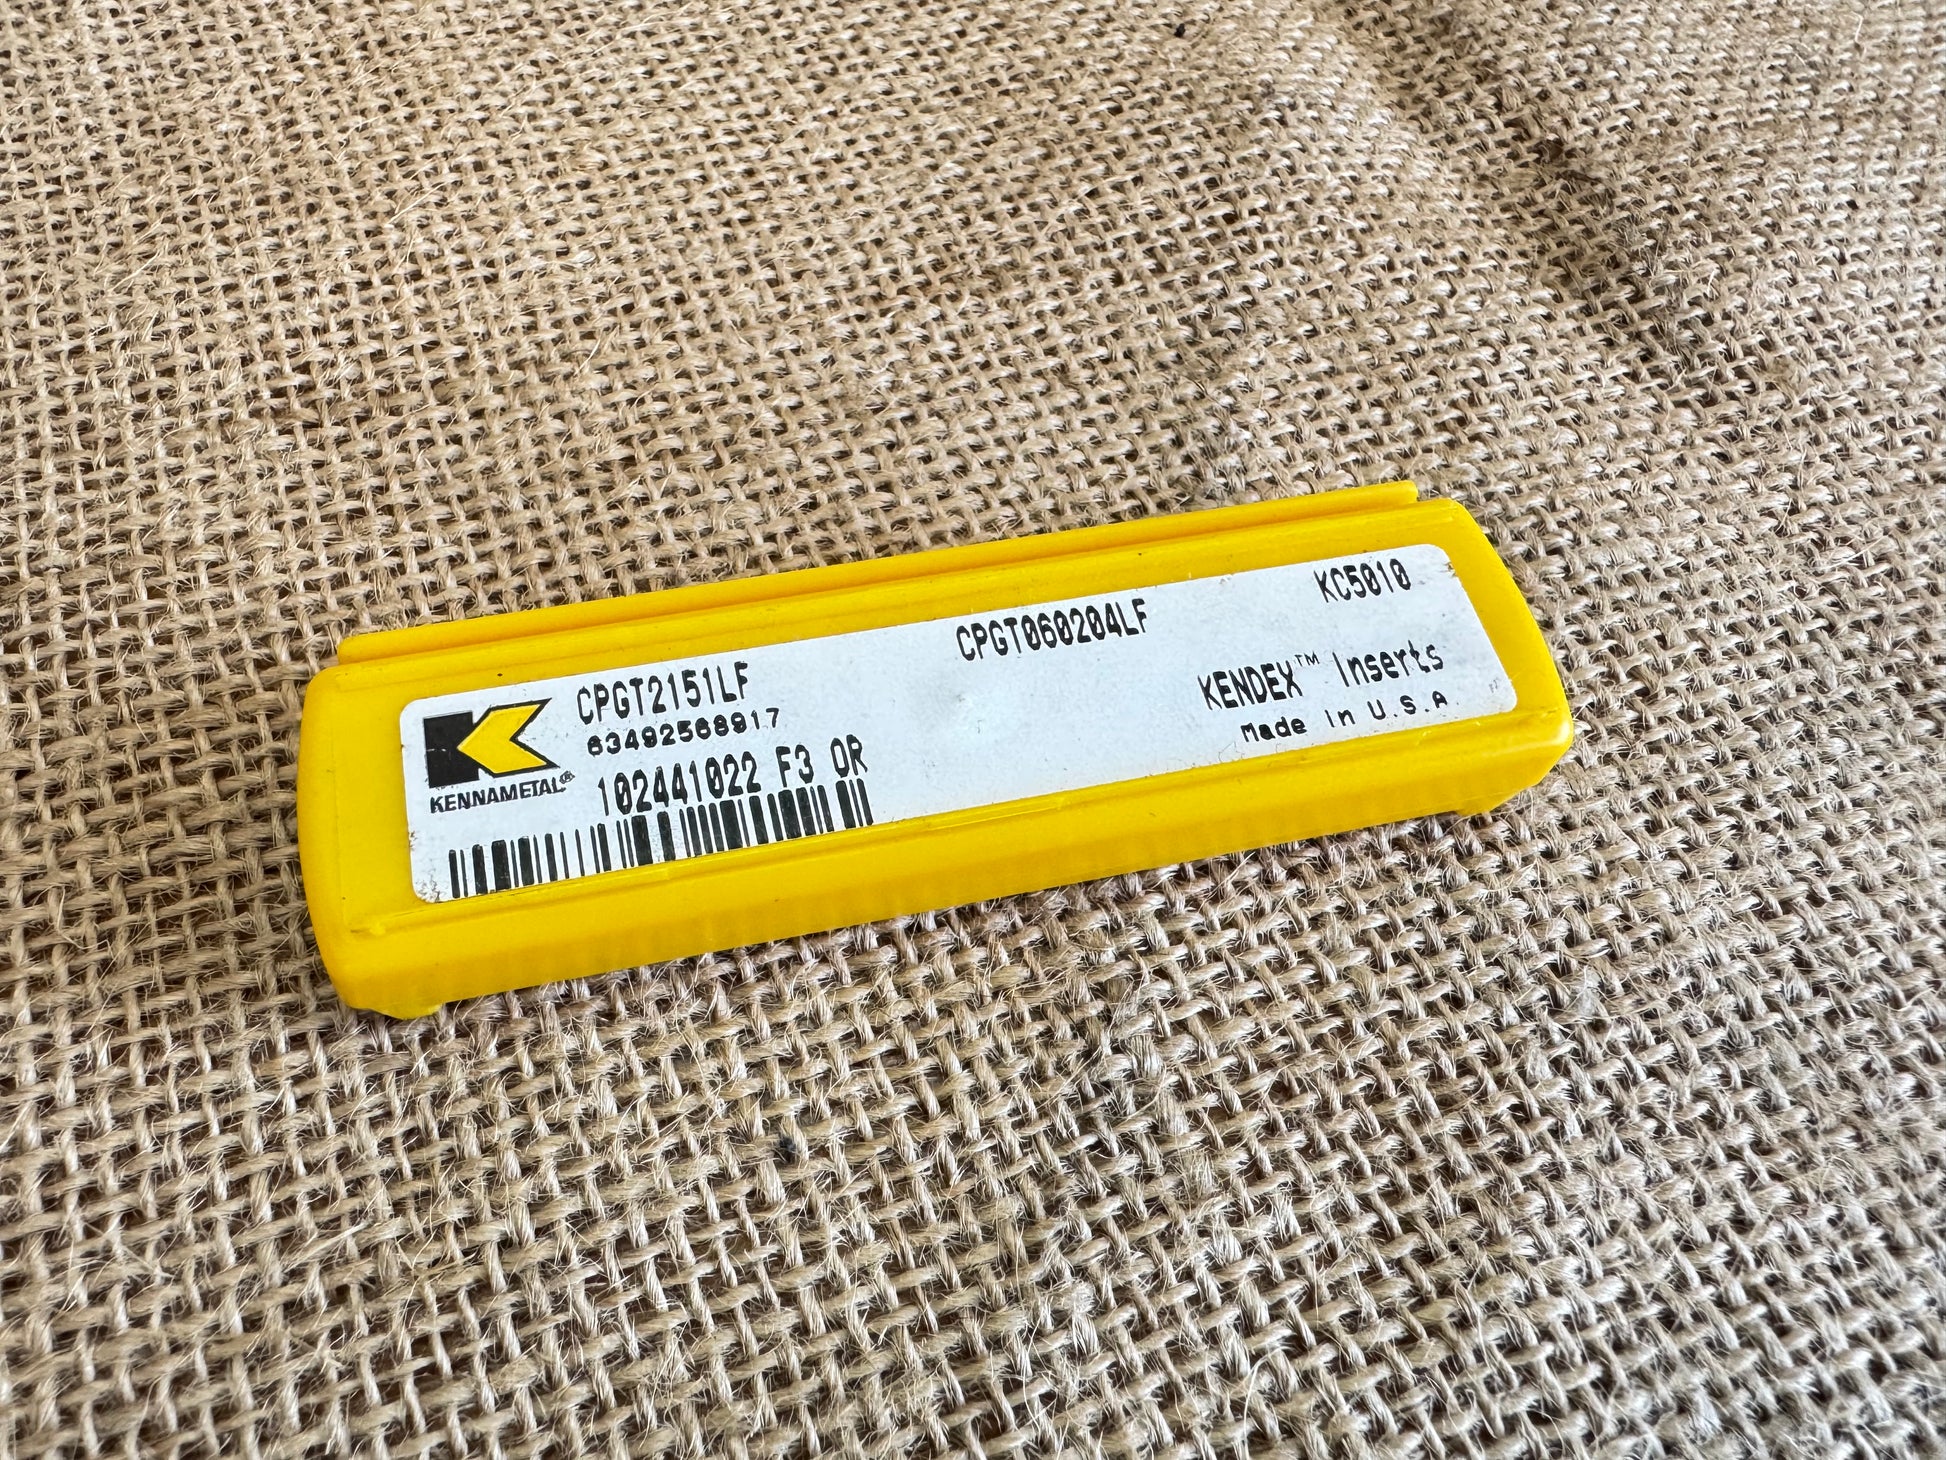 CPGT2151LF
63492568917
102441022 F3 OR
KENNAMETAL®
CPGT060204LF
KC5010
KENDEX™ Inserts
Made in U.S.A.